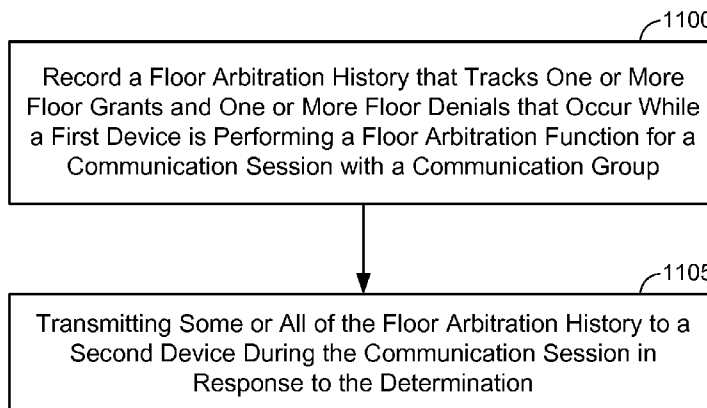 1100
Record a Floor Arbitration History that Tracks One or More
Floor Grants and One or More Floor Denials that Occur While
a First Device is Performing a Floor Arbitration Function for a
Communication Session with a Communication Group
1105
Transmitting Some or All of the Floor Arbitration History to a
Second Device During the Communication Session in
Response to the Determination